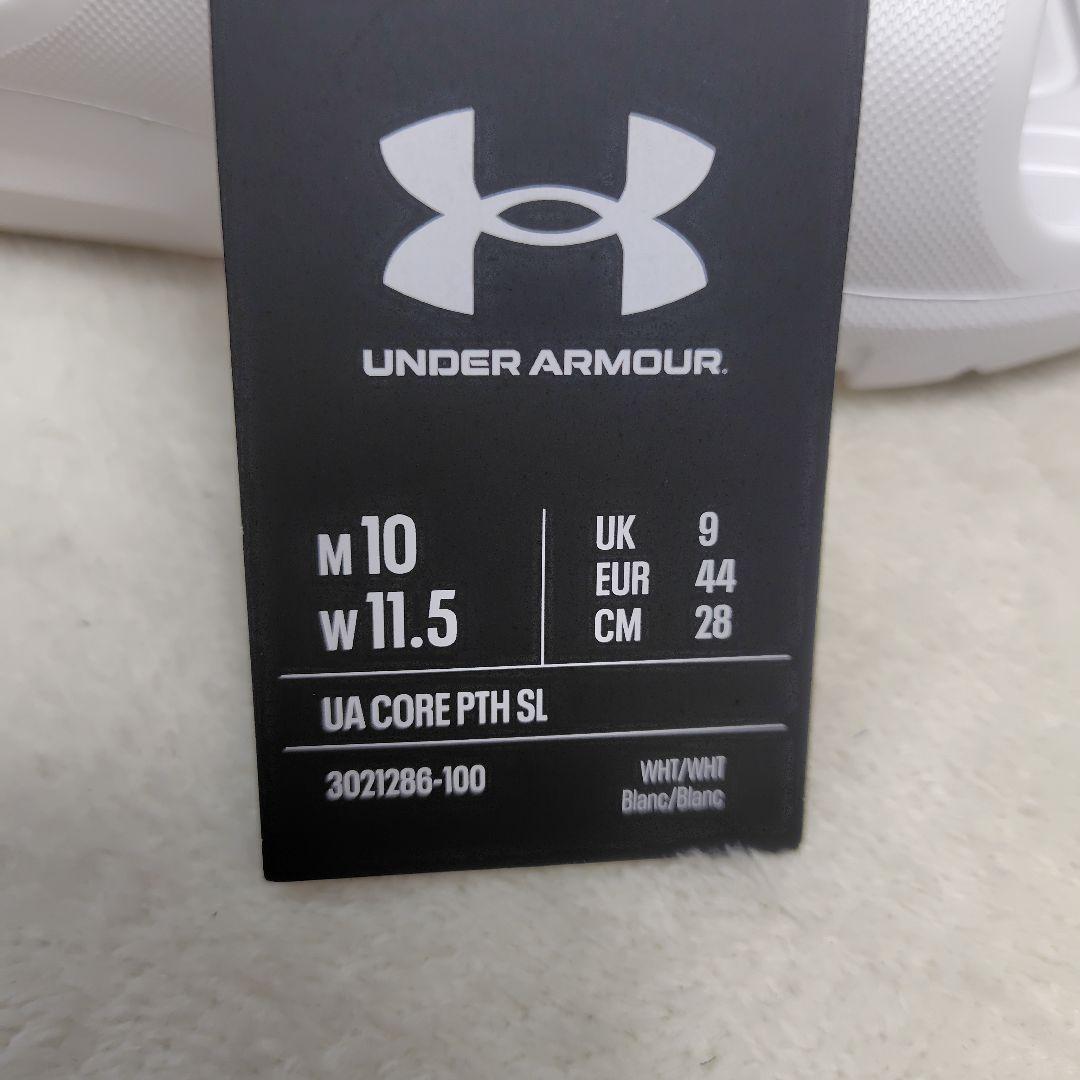 UNDER ARMOUR.
M 10
W 11.5
UK 9
EUR 44
CM 28
UA CORE PTH SL
3021286-100
WHT/WHT
Blanc/Blanc